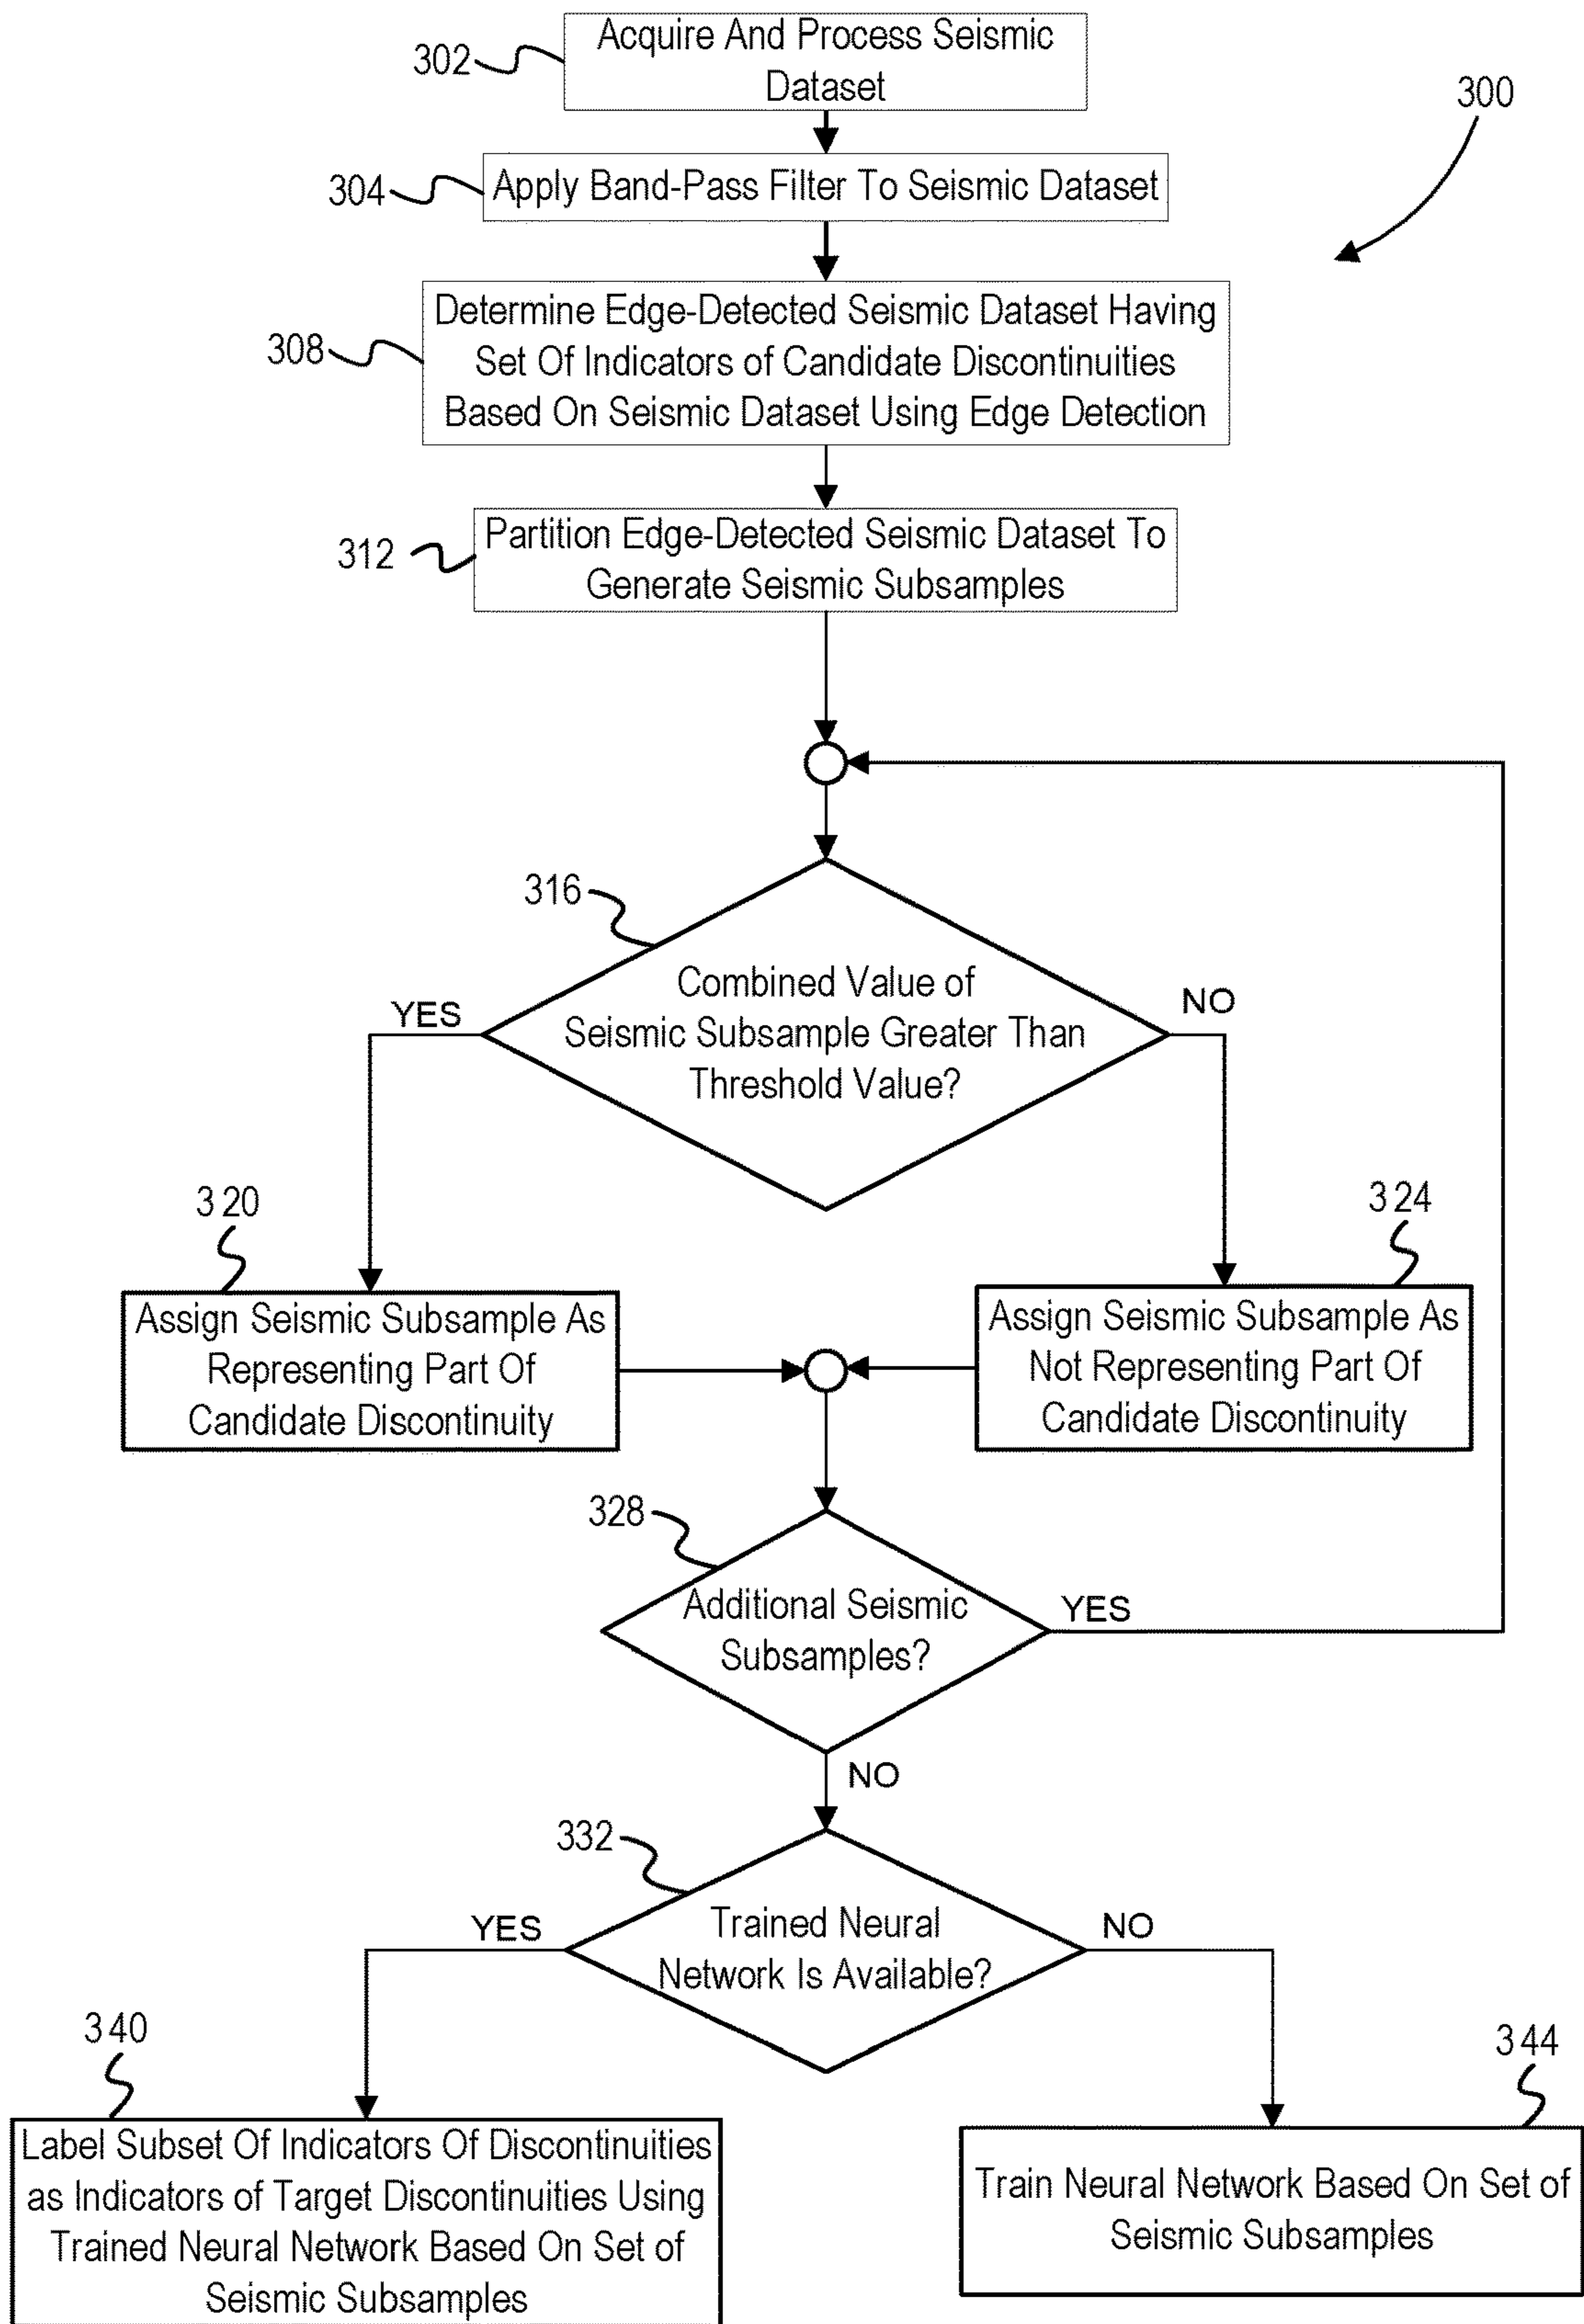 302
Acquire And Process Seismic
Dataset
300
304
Apply Band-Pass Filter To Seismic Dataset
308
Determine Edge-Detected Seismic Dataset Having
Set Of Indicators of Candidate Discontinuities
Based On Seismic Dataset Using Edge Detection
312
Partition Edge-Detected Seismic Dataset To
Generate Seismic Subsamples
316
Combined Value of
Seismic Subsample Greater Than
Threshold Value?
YES
NO
320
Assign Seismic Subsample As
Representing Part Of
Candidate Discontinuity
324
Assign Seismic Subsample As
Not Representing Part Of
Candidate Discontinuity
328
Additional Seismic
Subsamples?
YES
NO
332
Trained Neural
Network Is Available?
YES
NO
340
Label Subset Of Indicators Of Discontinuities
as Indicators of Target Discontinuities Using
Trained Neural Network Based On Set of
Seismic Subsamples
344
Train Neural Network Based On Set of
Seismic Subsamples